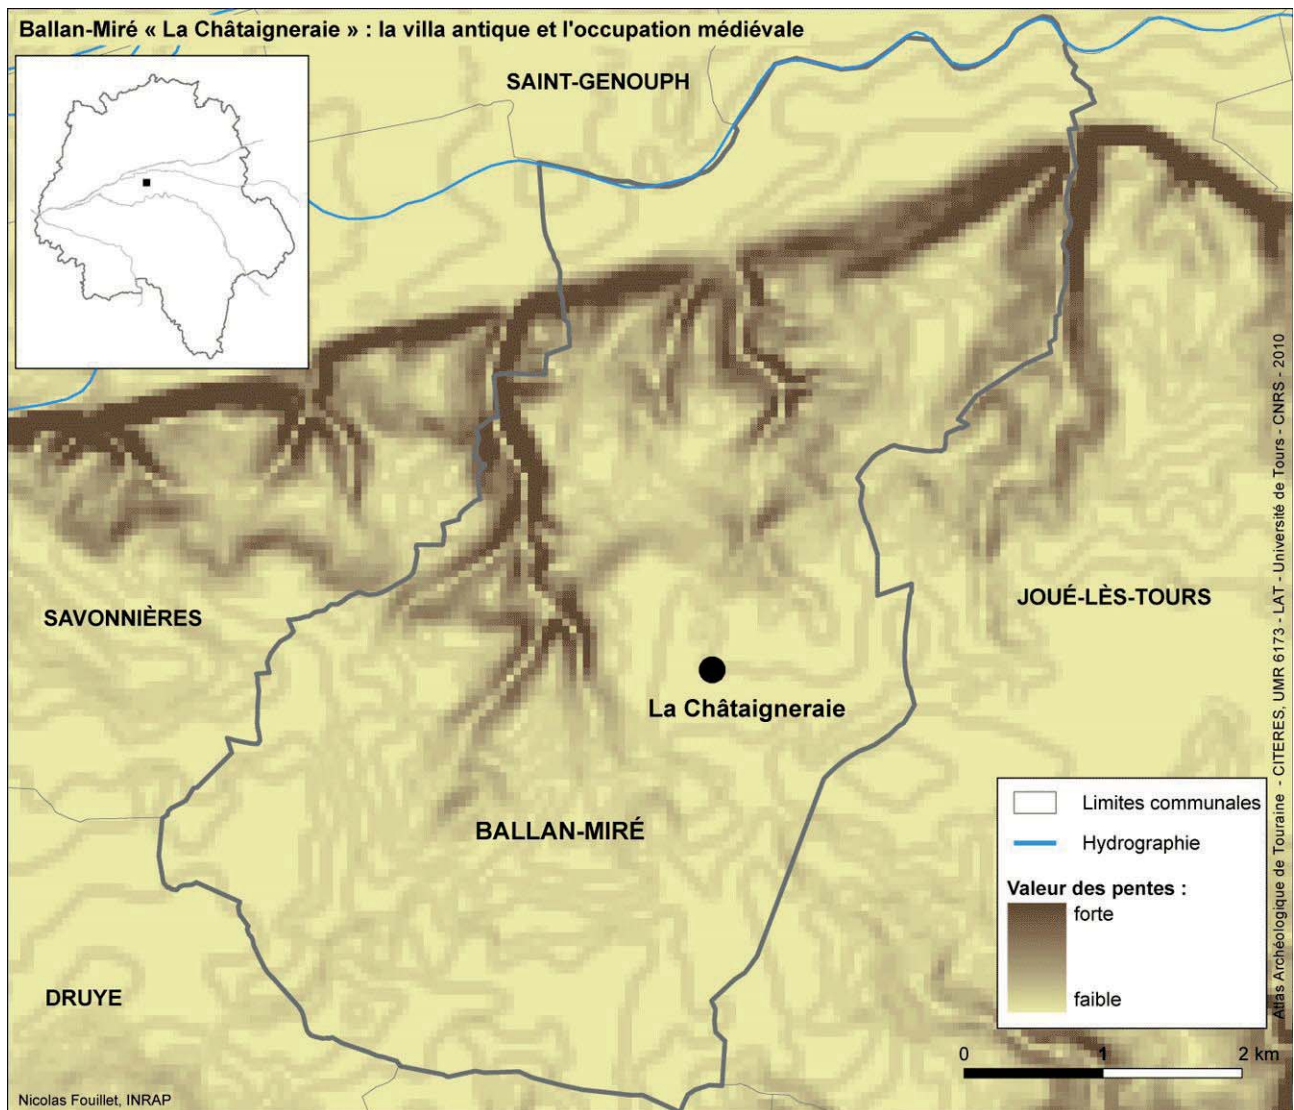 Ballan-Miré « La Châtaigneraie » : la villa antique et l'occupation médiévale
SAINT-GENOUPH
SAVONNIÈRES
JOUÉ-LÈS-TOURS
La Châtaigneraie
BALLAN-MIRÉ
DRUYE
Limites communales
Hydrographie
Valeur des pentes :
forte
faible
0 1 2 km
Nicolas Fouillet, INRAP
Atlas Archéologique de Touraine - CITERES, UMR 6173 - LAT - Université de Tours - CNRS - 2010